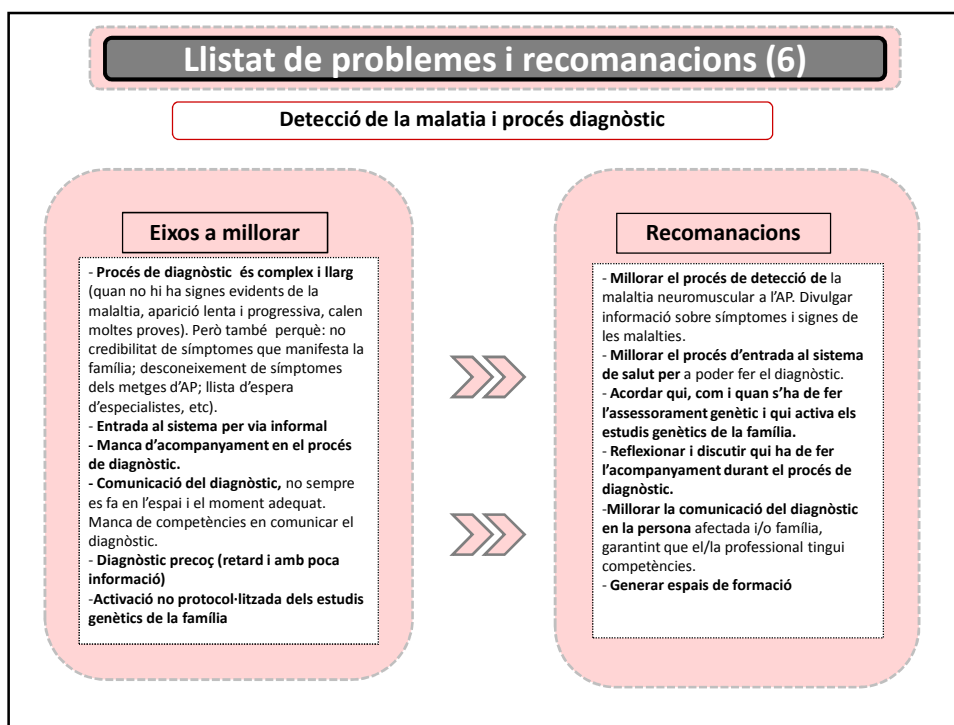 Llistat de problemes i recomanacions (6)
Detecció de la malatia i procés diagnòstic
Eixos a millorar
- Procés de diagnòstic és complex i llarg
(quan no hi ha signes evidents de la
malaltia, aparició lenta i progressiva, calen
moltes proves). Però també perquè: no
credibilitat de símptomes que manifesta la
família; desconeixement de símptomes
dels metges d'AP; llista d'espera
d'especialistes, etc).
- Entrada al sistema per via informal
- Manca d'acompanyament en el procés
de diagnòstic.
- Comunicació del diagnòstic, no sempre
es fa en l'espai i el moment adequat.
Manca de competències en comunicar el
diagnòstic.
- Diagnòstic precoç (retard i amb poca
informació)
-Activació no protocol·litzada dels estudis
genètics de la família
Recomanacions
- Millorar el procés de detecció de la
malaltia neuromuscular a l'AP. Divulgar
informació sobre símptomes i signes de
les malalties.
- Millorar el procés d'entrada al sistema
de salut per a poder fer el diagnòstic.
- Acordar qui, com i quan s'ha de fer
l'assessorament genètic i qui activa els
estudis genètics de la família.
- Reflexionar i discutir qui ha de fer
l'acompanyament durant el procés de
diagnòstic.
-Millorar la comunicació del diagnòstic
en la persona afectada i/o família,
garantint que el/la professional tingui
competències.
- Generar espais de formació